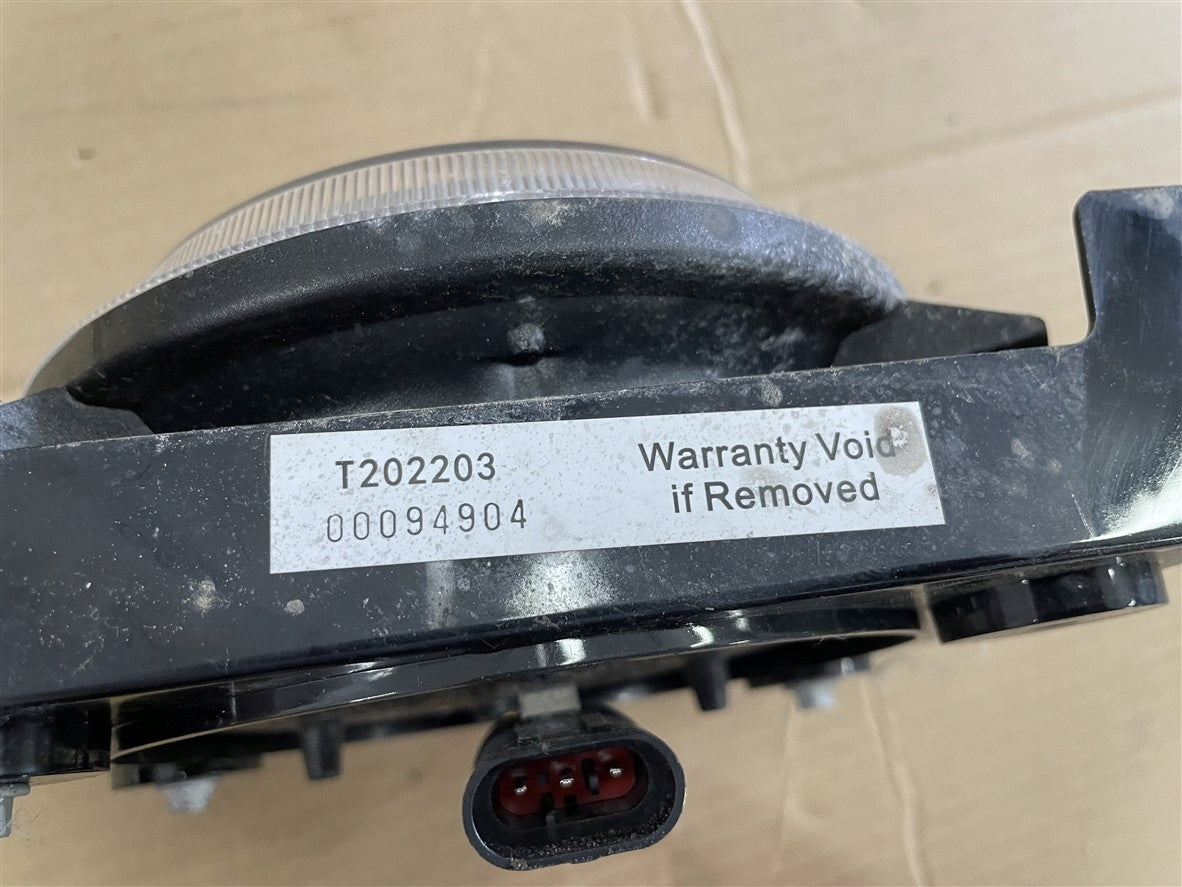 T202203
00094904
Warranty Void
if Removed